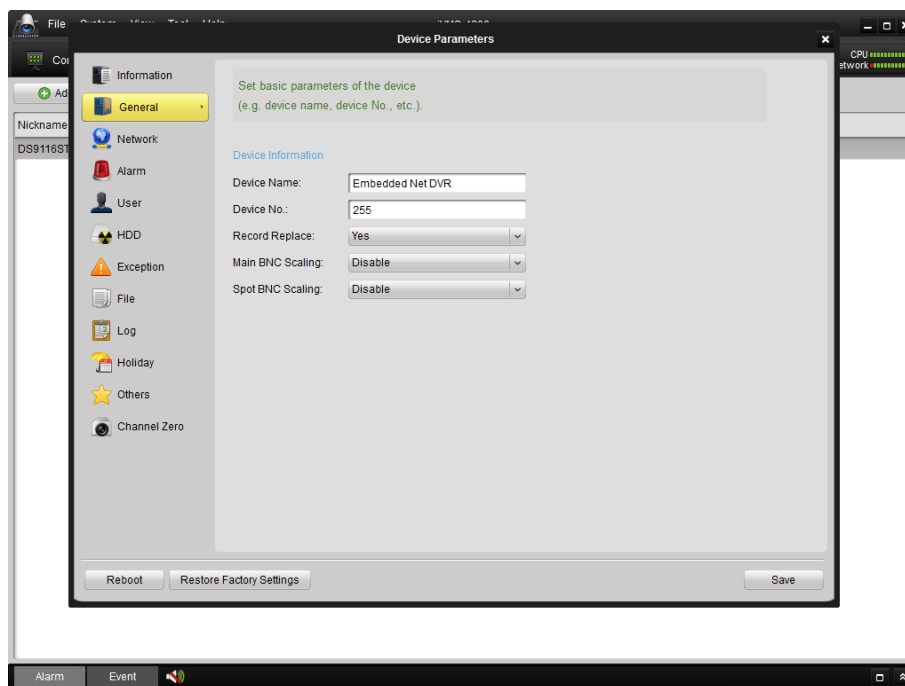 File
Device Parameters
CPU
etwork
Ad
Nickname
DS9116ST
Information
General
Network
Alarm
User
HDD
Exception
File
Log
Holiday
Others
Channel Zero
Set basic parameters of the device
(e.g. device name, device No., etc.).
Device Information
Device Name: Embedded Net DVR
Device No.: 255
Record Replace: Yes
Main BNC Scaling: Disable
Spot BNC Scaling: Disable
Reboot Restore Factory Settings Save
Alarm Event